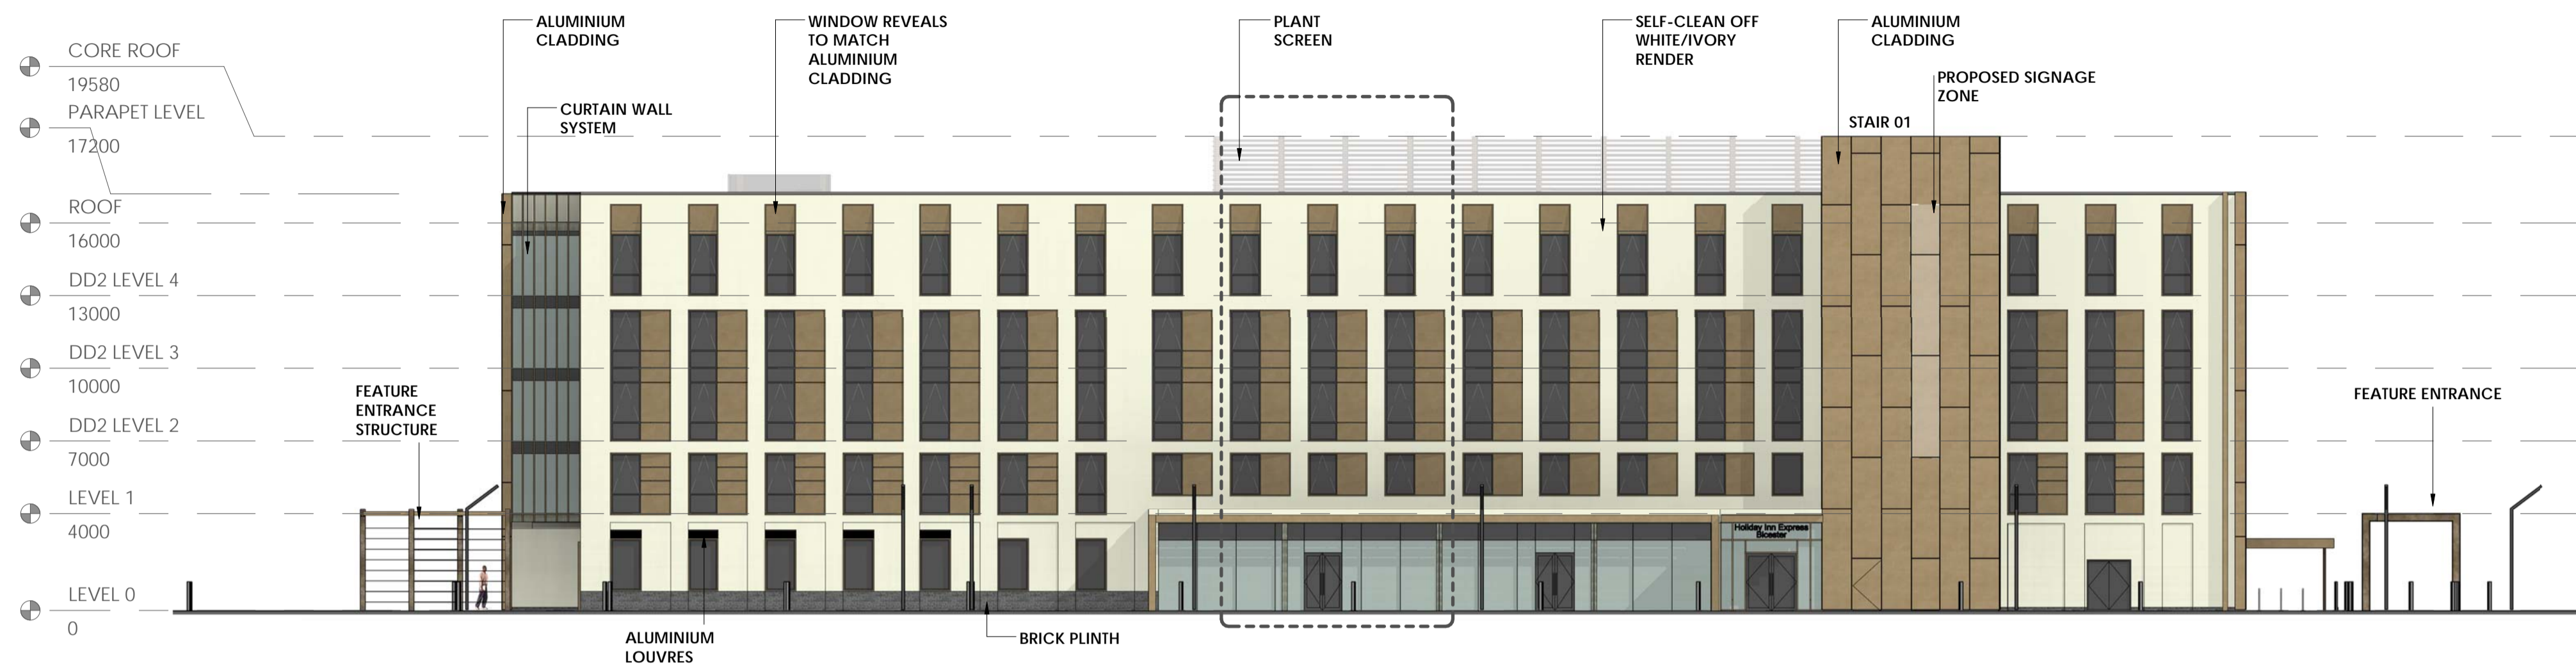 CORE ROOF
19580
PARAPET LEVEL
17200
ROOF
16000
DD2 LEVEL 4
13000
DD2 LEVEL 3
10000
DD2 LEVEL 2
7000
LEVEL 1
4000
LEVEL 0
0
ALUMINIUM
CLADDING
CURTAIN WALL
SYSTEM
WINDOW REVEALS
TO MATCH
ALUMINIUM
CLADDING
PLANT
SCREEN
SELF-CLEAN OFF
WHITE/IVORY
RENDER
ALUMINIUM
CLADDING
PROPOSED SIGNAGE
ZONE
STAIR 01
FEATURE
ENTRANCE
STRUCTURE
FEATURE ENTRANCE
Holiday Inn Express
Bicester
ALUMINIUM
LOUVRES
BRICK PLINTH